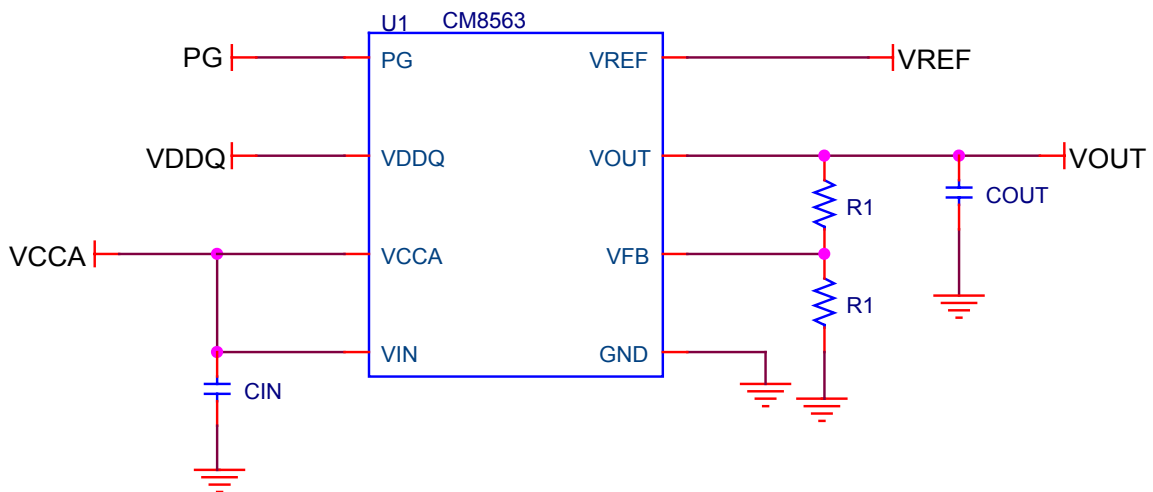 U1 CM8563
PG PG VREF VREF
VDDQ VDDQ VOUT VOUT
R1 COUT
VCCA VCCA VFB
R1
VIN GND
CIN